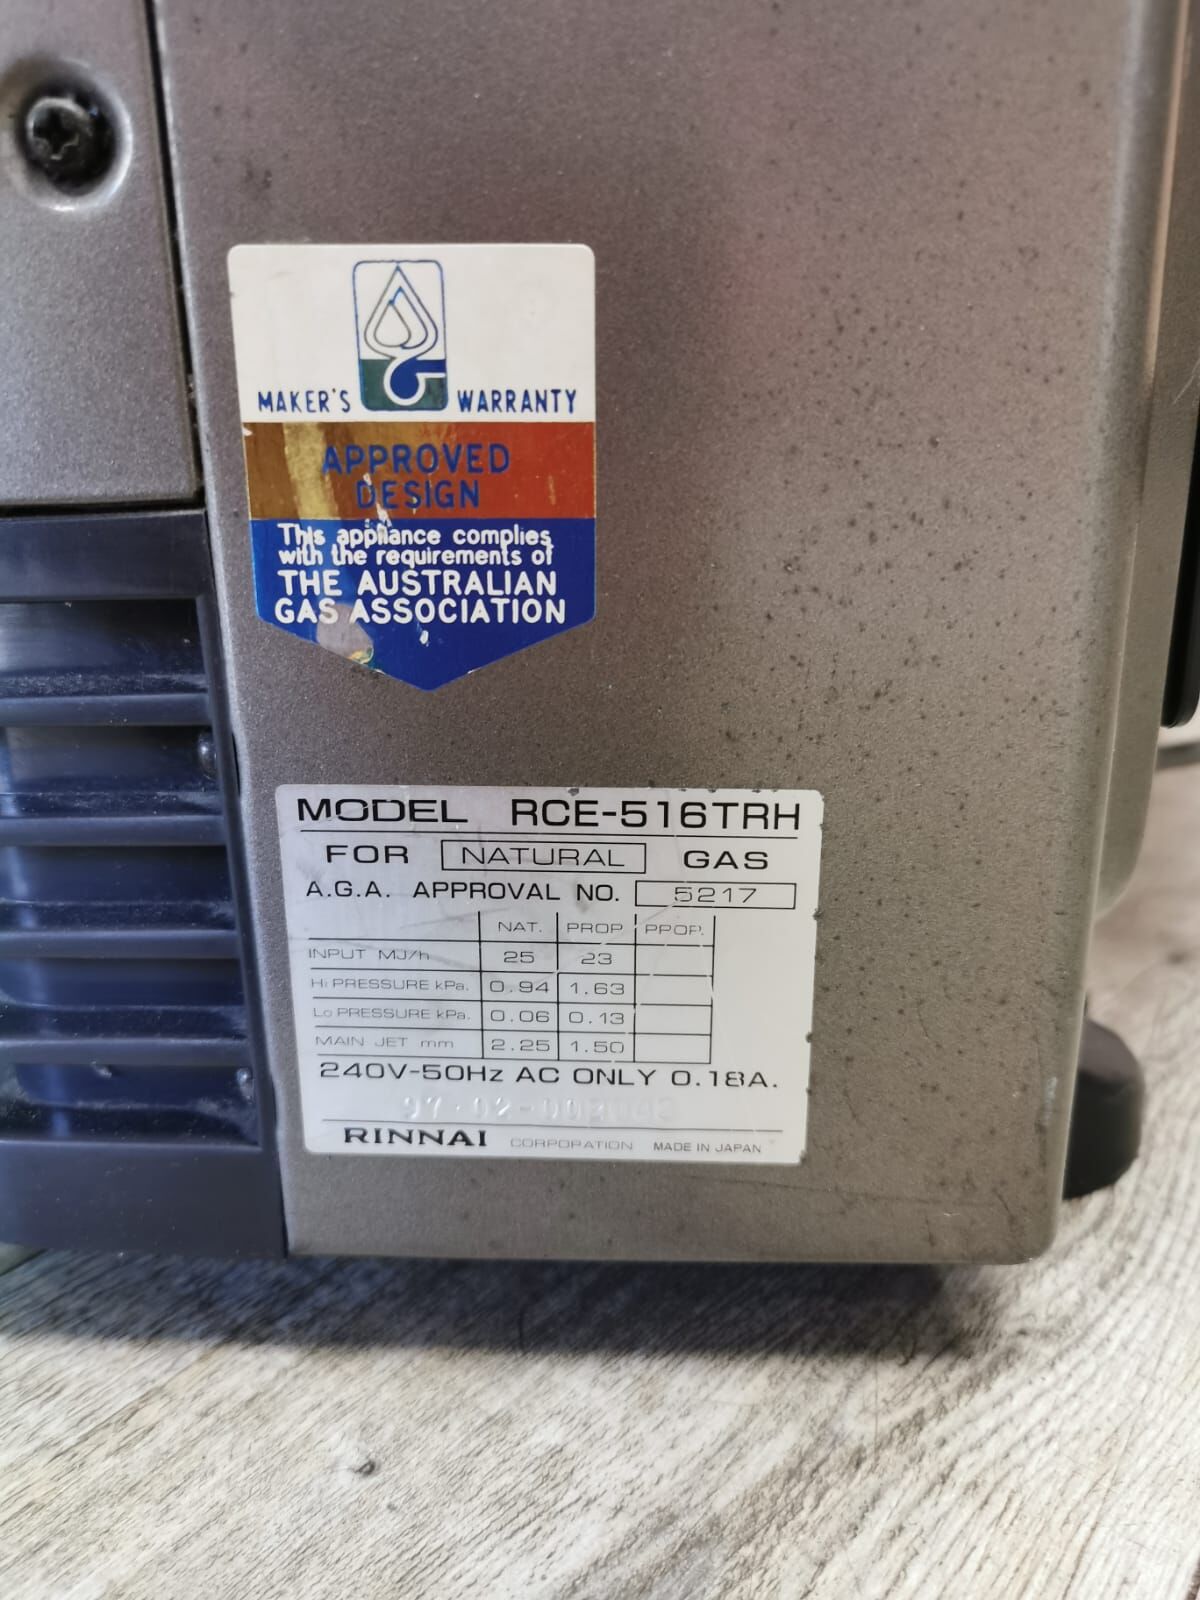 MAKER'S WARRANTY
APPROVED
DESIGN
This appliance complies
with the requirements of
THE AUSTRALIAN
GAS ASSOCIATION
MODEL RCE-516TRH
FOR NATURAL GAS
A.G.A. APPROVAL NO. 5217
NAT. PROP PROP.
INPUT MJ/h 25 23
Hi PRESSURE kPa. 0.94 1.63
Lo PRESSURE kPa. 0.06 0.13
MAIN JET mm 2.25 1.50
240V-50Hz AC ONLY 0.18A.
RINNAI CORPORATION MADE IN JAPAN